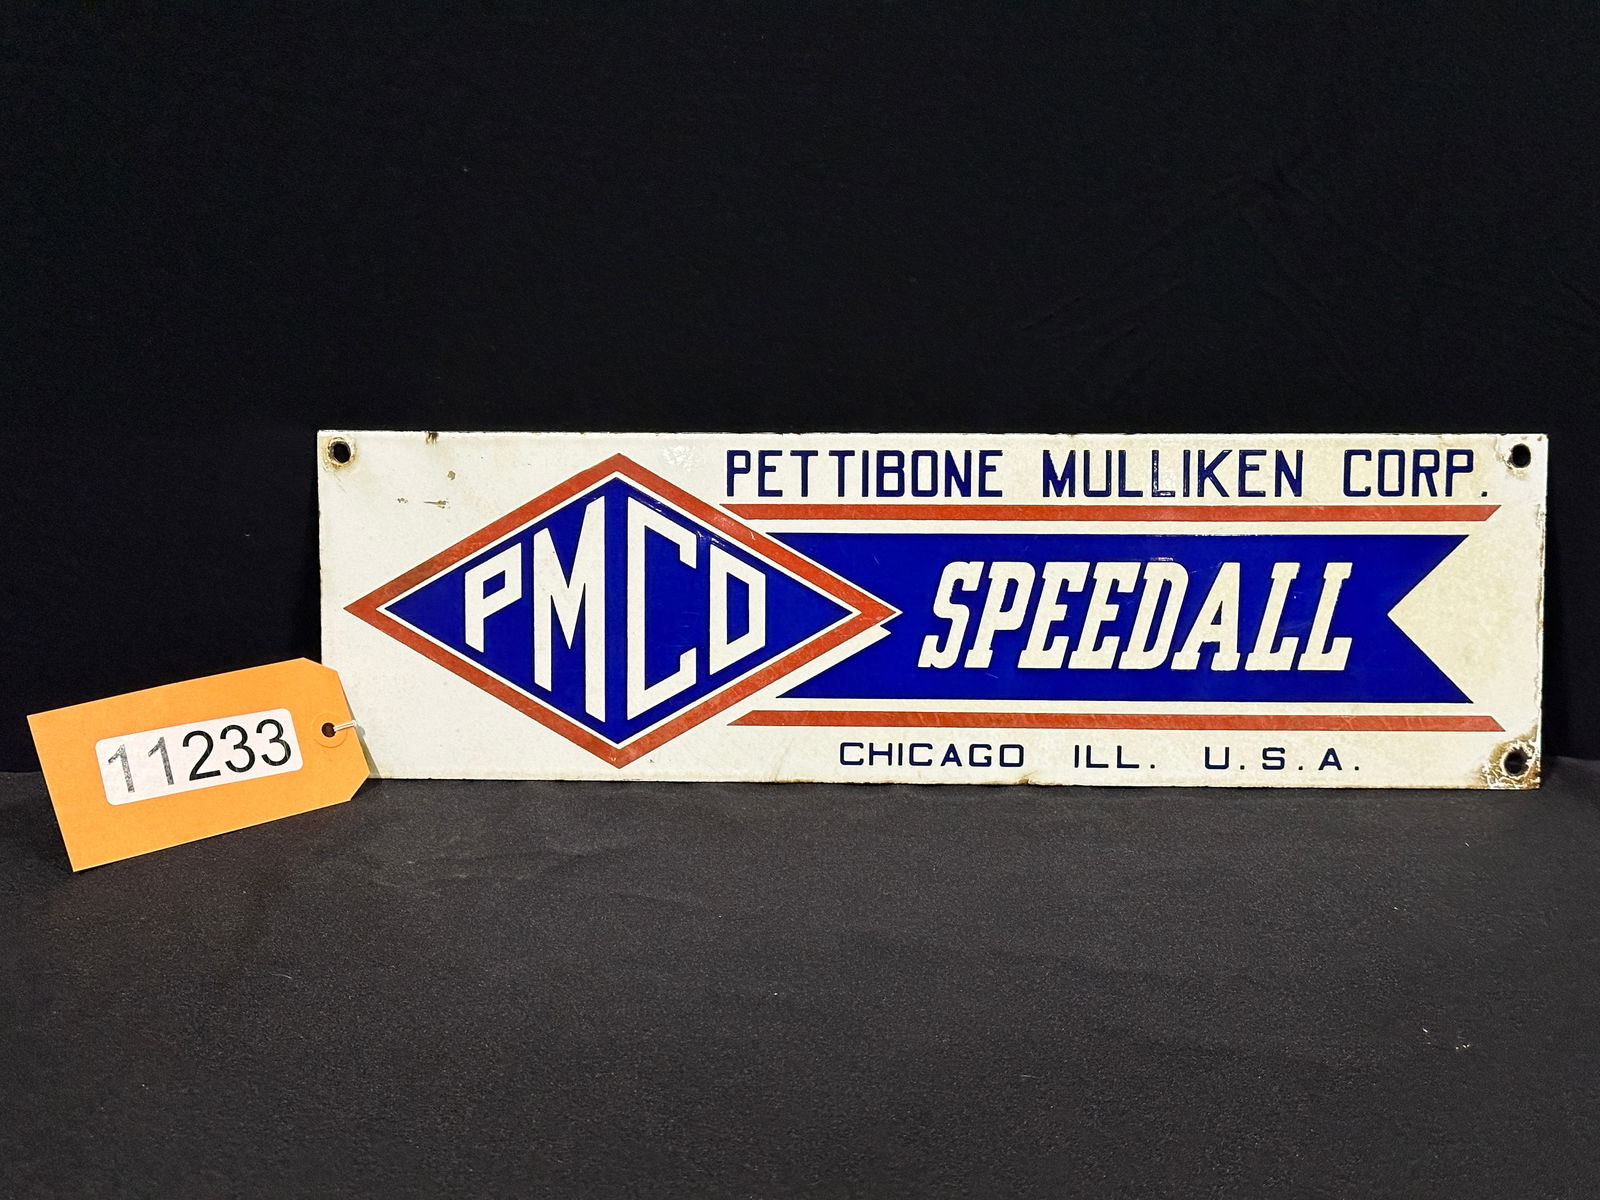 PETTIBONE MULLIKEN CORP.
PMCO
SPEEDALL
CHICAGO ILL. U.S.A.
11233